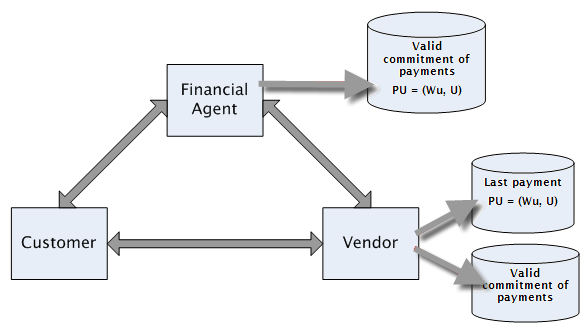 Valid
commitment of
payments
PU = (Wu, U)
Financial
Agent
Last payment
PU = (Wu, U)
Customer
Vendor
Valid
commitment of
payments